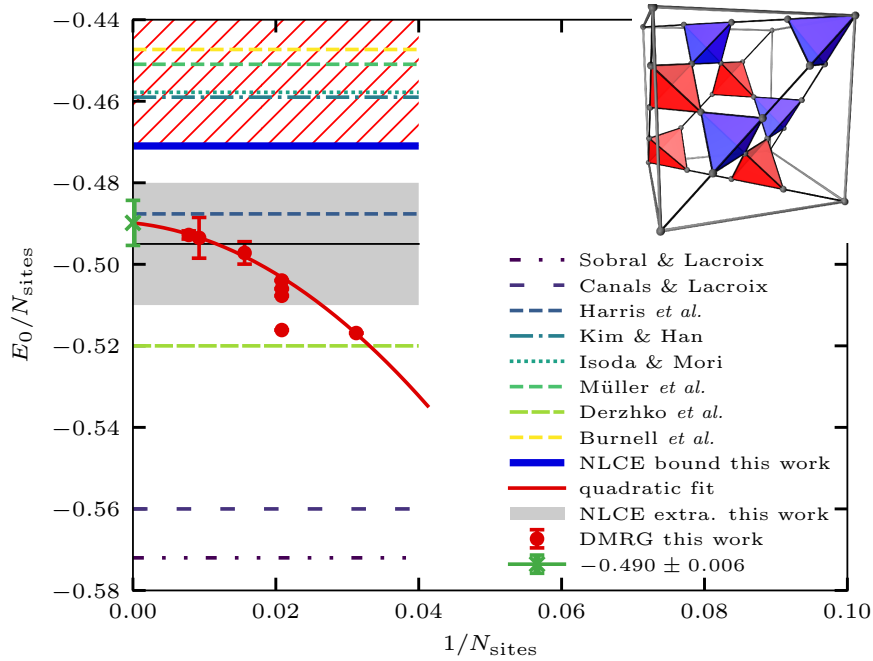 −0.44
−0.46
−0.48
−0.50
−0.52
−0.54
−0.56
−0.58
E₀/N_sites
0.00 0.02 0.04 0.06 0.08 0.10
1/N_sites
Sobral & Lacroix
Canals & Lacroix
Harris et al.
Kim & Han
Isoda & Mori
Müller et al.
Derzhko et al.
Burnell et al.
NLCE bound this work
quadratic fit
NLCE extra. this work
DMRG this work
−0.490 ± 0.006